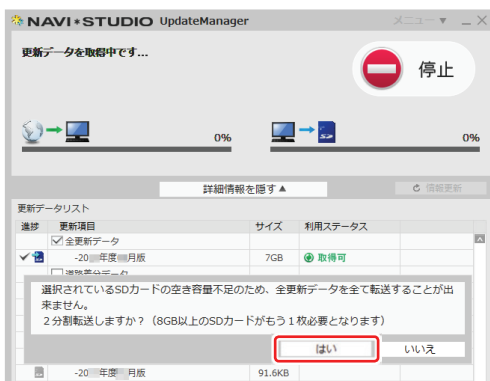 NAVI*STUDIO UpdateManager メニュー ▼
更新データを取得中です...
停止
0%
0%
詳細情報を隠す▲
情報更新
更新データリスト
進捗 更新項目 サイズ 利用ステータス
全更新データ
-20 年度 月版 7GB 取得可
道路差分データ
選択されているSDカードの空き容量不足のため、全更新データを全て転送することが出
来ません。
2分割転送しますか？（8GB以上のSDカードがもう1枚必要となります）
はい いいえ
-20 年度 月版 91.6KB